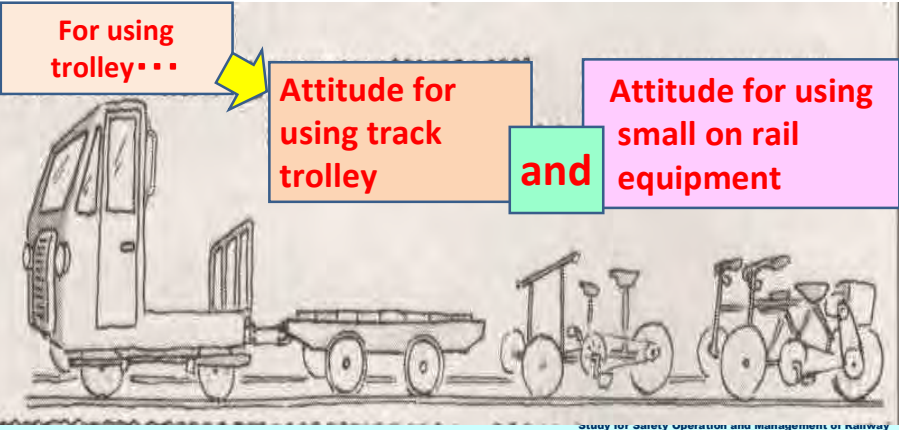 For using
trolley･･･
Attitude for
using track
trolley
and
Attitude for using
small on rail
equipment
Study for Safety Operation and Management of Railway